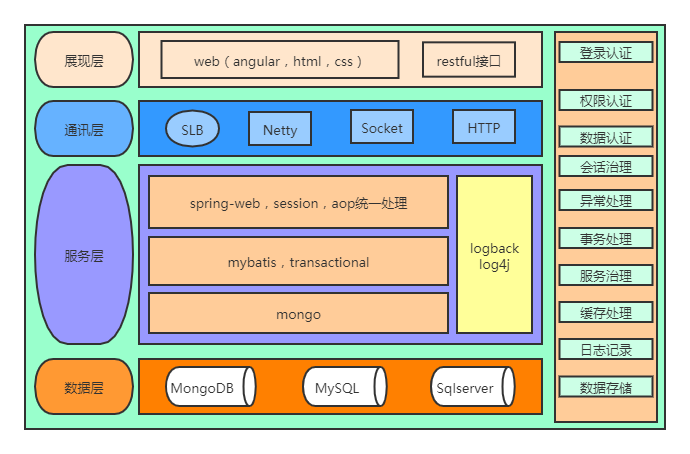 展现层
web（angular，html，css）
restful接口
通讯层
SLB
Netty
Socket
HTTP
服务层
spring-web，session，aop统一处理
mybatis，transactional
mongo
logback
log4j
数据层
MongoDB
MySQL
Sqlserver
登录认证
权限认证
数据认证
会话治理
异常处理
事务处理
服务治理
缓存处理
日志记录
数据存储